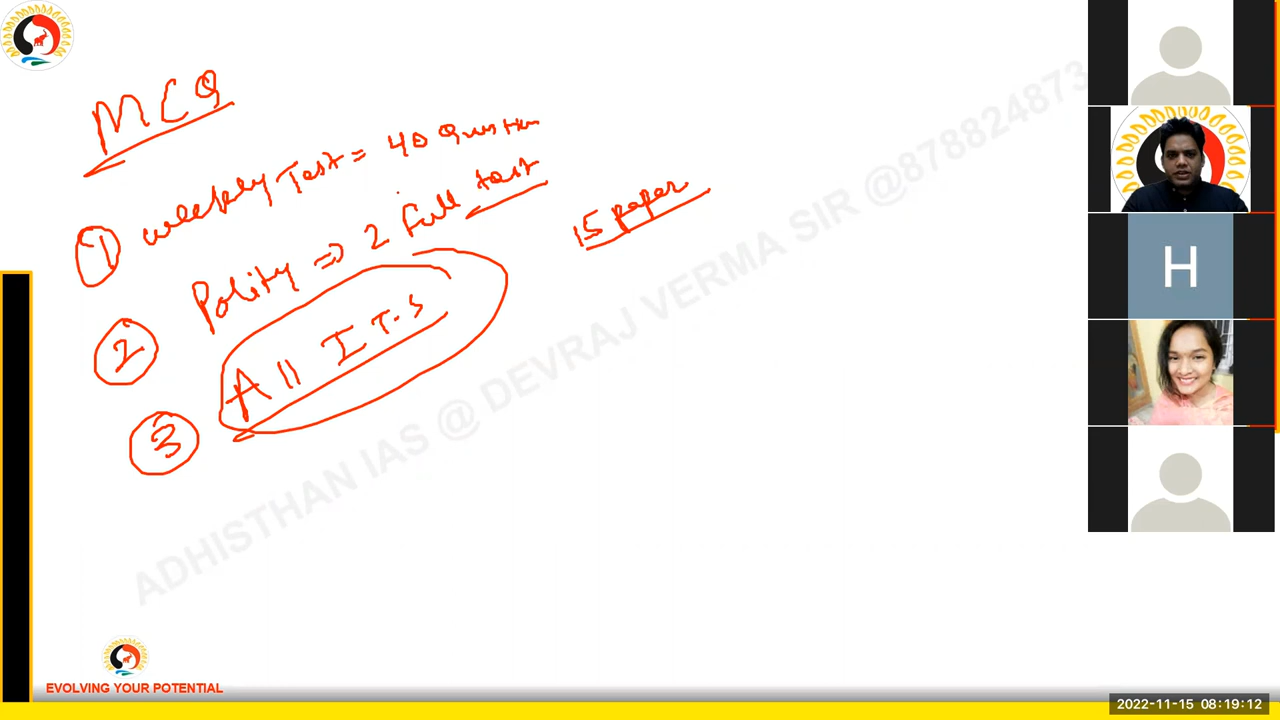 MCQ
1 weekly Test = 40 Question
2 Polity => 2 full test
15 paper
3 All I.T.S
ADHISTHAN IAS @ DEVRAJ VERMA SIR @878824873
H
EVOLVING YOUR POTENTIAL
2022-11-15 08:19:12